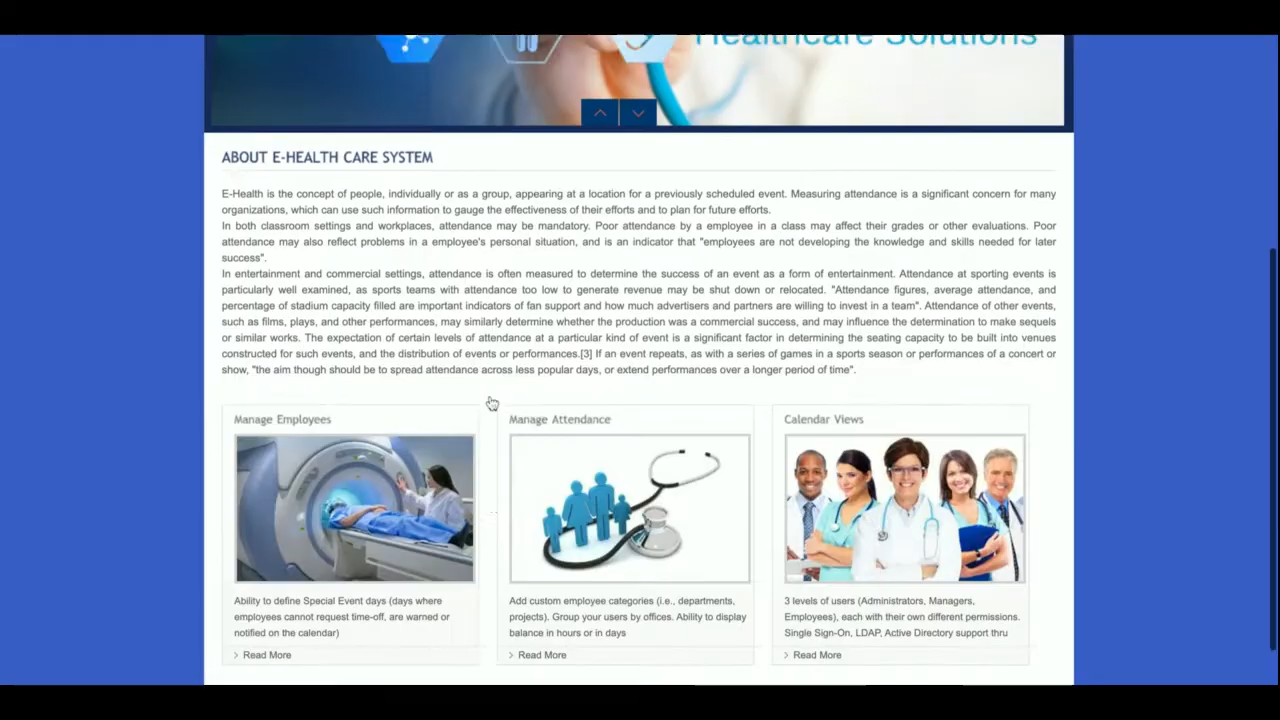 Healthcare Solutions
ABOUT E-HEALTH CARE SYSTEM
E-Health is the concept of people, individually or as a group, appearing at a location for a previously scheduled event. Measuring attendance is a significant concern for many
organizations, which can use such information to gauge the effectiveness of their efforts and to plan for future efforts.
In both classroom settings and workplaces, attendance may be mandatory. Poor attendance by a employee in a class may affect their grades or other evaluations. Poor
attendance may also reflect problems in a employee's personal situation, and is an indicator that "employees are not developing the knowledge and skills needed for later
success".
In entertainment and commercial settings, attendance is often measured to determine the success of an event as a form of entertainment. Attendance at sporting events is
particularly well examined, as sports teams with attendance too low to generate revenue may be shut down or relocated. "Attendance figures, average attendance, and
percentage of stadium capacity filled are important indicators of fan support and how much advertisers and partners are willing to invest in a team". Attendance of other events,
such as films, plays, and other performances, may similarly determine whether the production was a commercial success, and may influence the determination to make sequels
or similar works. The expectation of certain levels of attendance at a particular kind of event is a significant factor in determining the seating capacity to be built into venues
constructed for such events, and the distribution of events or performances.[3] If an event repeats, as with a series of games in a sports season or performances of a concert or
show, "the aim though should be to spread attendance across less popular days, or extend performances over a longer period of time".
Manage Employees
Ability to define Special Event days (days where
employees cannot request time-off, are warned or
notified on the calendar)
Read More
Manage Attendance
Add custom employee categories (i.e., departments,
projects). Group your users by offices. Ability to display
balance in hours or in days
Read More
Calendar Views
3 levels of users (Administrators, Managers,
Employees), each with their own different permissions.
Single Sign-On, LDAP, Active Directory support thru
Read More